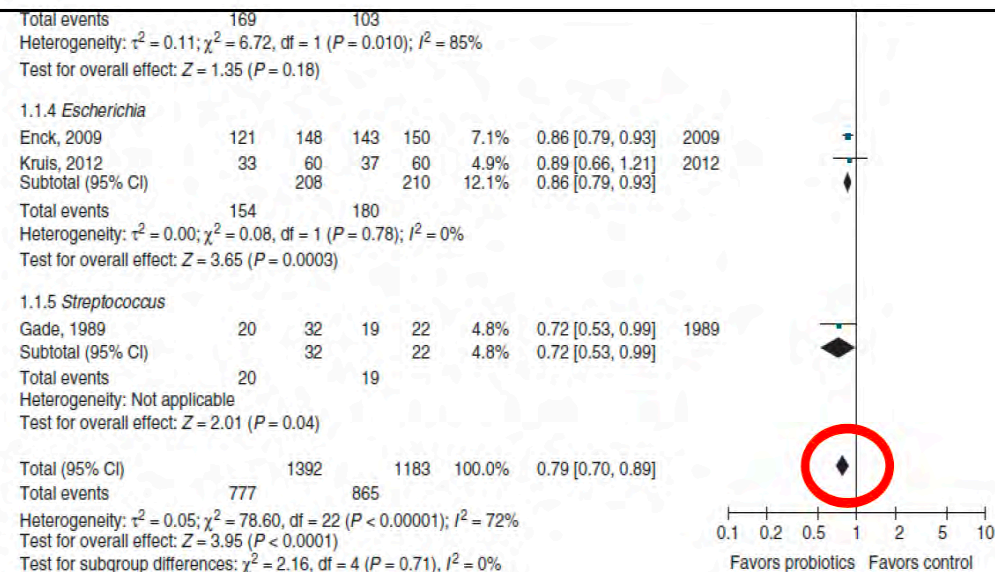 Total events 169 103
Heterogeneity: τ² = 0.11; χ² = 6.72, df = 1 (P = 0.010); I² = 85%
Test for overall effect: Z = 1.35 (P = 0.18)
1.1.4 Escherichia
Enck, 2009 121 148 143 150 7.1% 0.86 [0.79, 0.93] 2009
Kruis, 2012 33 60 37 60 4.9% 0.89 [0.66, 1.21] 2012
Subtotal (95% CI) 208 210 12.1% 0.86 [0.79, 0.93]
Total events 154 180
Heterogeneity: τ² = 0.00; χ² = 0.08, df = 1 (P = 0.78); I² = 0%
Test for overall effect: Z = 3.65 (P = 0.0003)
1.1.5 Streptococcus
Gade, 1989 20 32 19 22 4.8% 0.72 [0.53, 0.99] 1989
Subtotal (95% CI) 32 22 4.8% 0.72 [0.53, 0.99]
Total events 20 19
Heterogeneity: Not applicable
Test for overall effect: Z = 2.01 (P = 0.04)
Total (95% CI) 1392 1183 100.0% 0.79 [0.70, 0.89]
Total events 777 865
Heterogeneity: τ² = 0.05; χ² = 78.60, df = 22 (P < 0.00001); I² = 72%
Test for overall effect: Z = 3.95 (P < 0.0001)
Test for subgroup differences: χ² = 2.16, df = 4 (P = 0.71), I² = 0%
0.1 0.2 0.5 1 2 5 10
Favors probiotics Favors control